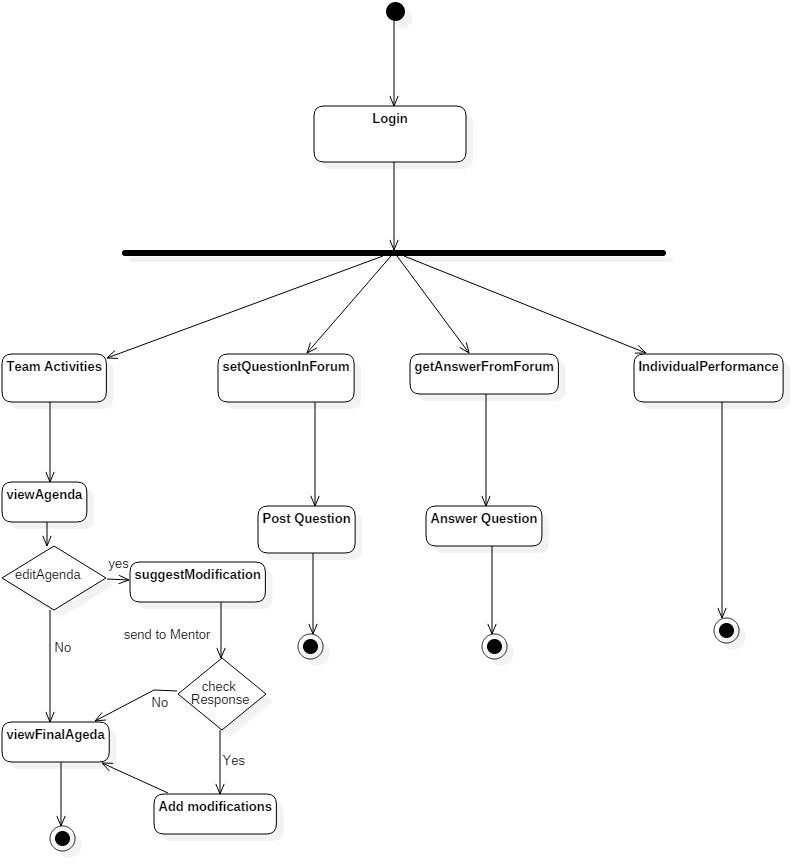 Login
Team Activities
setQuestionInForum
getAnswerFromForum
IndividualPerformance
viewAgenda
Post Question
Answer Question
editAgenda
yes
suggestModification
send to Mentor
No
check
Response
No
viewFinalAgeda
Yes
Add modifications